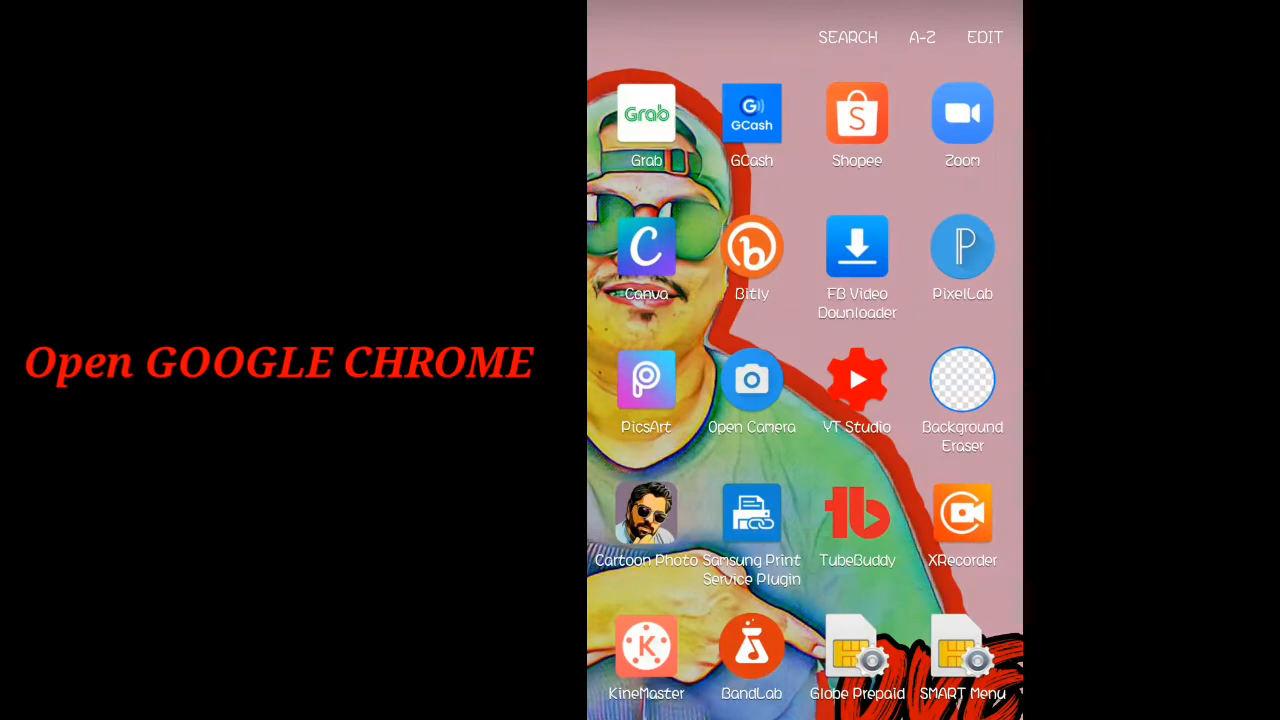 SEARCH A-Z EDIT
Grab GCash
Grab GCash Shopee Zoom
Canva Bitly FB Video Downloader PixelLab
Open GOOGLE CHROME
PicsArt Open Camera YT Studio Background Eraser
Cartoon Photo Samsung Print Service Plugin TubeBuddy XRecorder
KineMaster BandLab Globe Prepaid SMART Menu